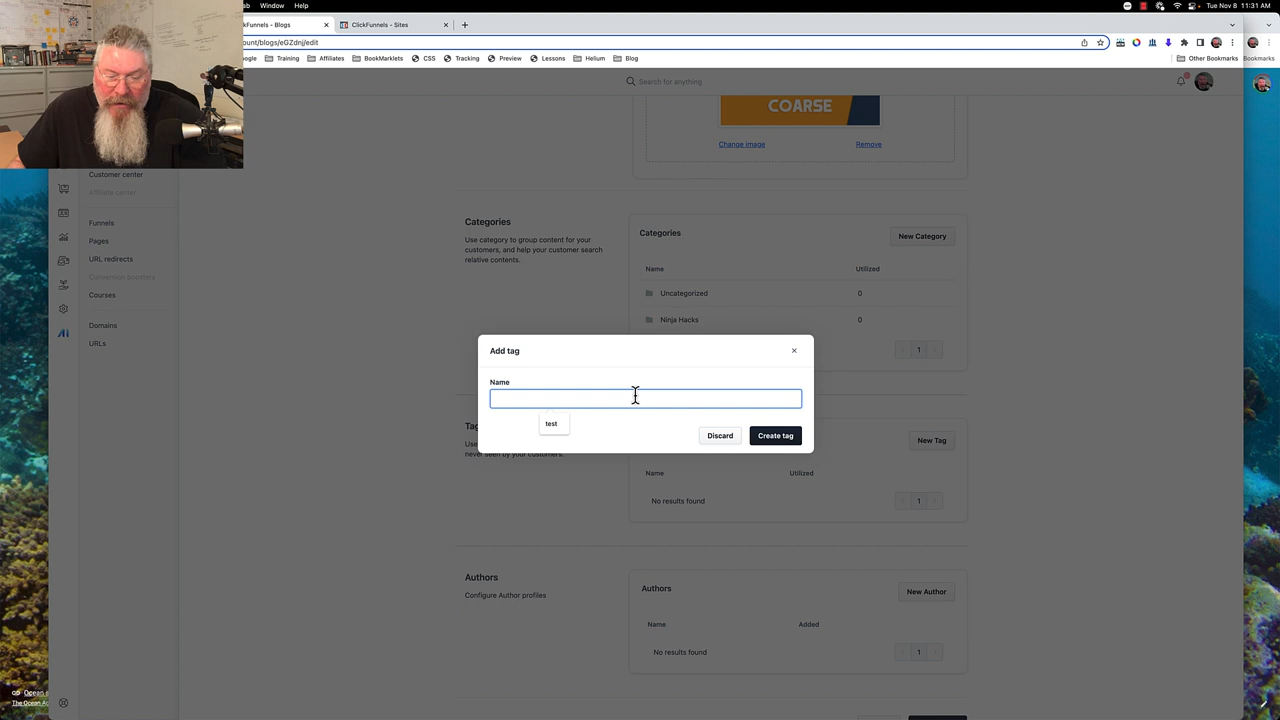 ab Window Help
Tue Nov 8 11:31 AM
ckFunnels - Blogs
ClickFunnels - Sites
ount/blogs/eGZdnj/edit
ogle Training Affiliates BookMarklets CSS Tracking Preview Lessons Helium Blog
Other Bookmarks
Bookmarks
Search for anything
COARSE
Change image Remove
Customer center
Affiliate center
Funnels
Pages
URL redirects
Conversion boosters
Courses
Domains
URLs
Categories
Use category to group content for your
customers, and help your customer search
relative contents.
Categories
New Category
Name Utilized
Uncategorized 0
Ninja Hacks 0
1
Add tag
Name
test
Discard
Create tag
Tag
Use
never seen by your customers.
New Tag
Name Utilized
No results found
1
Authors
Configure Author profiles
Authors
New Author
Name Added
No results found
1
Ocean s
The Ocean Ag